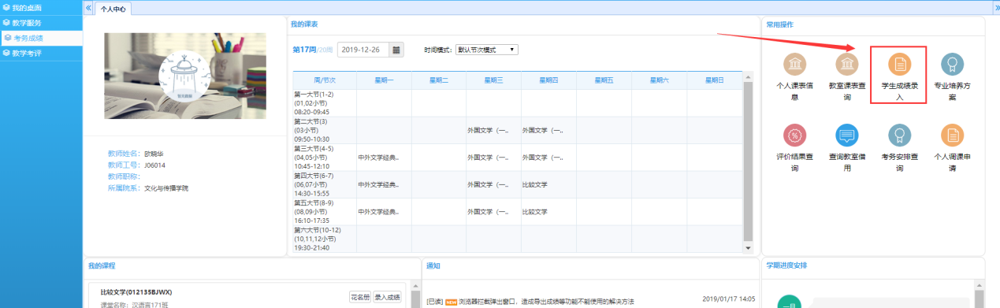 我的桌面
教学服务
考务成绩
教学考评
个人中心
教师姓名： 欧晓华
教师工号： J06014
教师职称：
所属院系： 文化与传播学院
我的课表
第17周/20周 2019-12-26 时间模式： 默认节次模式
周/节次 星期一 星期二 星期三 星期四 星期五 星期六 星期日
第一大节(1-2)
(01,02小节)
08:20-09:45
第二大节(3)
(03小节)
09:50-10:30
外国文学（一.. 外国文学（一..
第三大节(4-5)
(04,05小节)
10:45-12:10
中外文学经典.. 外国文学（一.. 外国文学（一..
第四大节(6-7)
(06,07小节)
14:30-15:55
中外文学经典.. 外国文学（一.. 比较文学
第五大节(8-9)
(08,09小节)
16:10-17:35
中外文学经典.. 外国文学（一.. 比较文学
第六大节(10-12)
(10,11,12小节)
19:30-21:40
常用操作
个人课表信息
教室课表查询
学生成绩录入
专业培养方案
评价结果查询
查询教室借用
考务安排查询
个人调课申请
我的课程
比较文学(012135BJWX)
花名册 录入成绩
课堂名称： 汉语言171班
通知
[已读] NEW 浏览器拦截弹出窗口，造成导出成绩等功能不能使用的解决方法 2019/01/17 14:05
学期进度安排